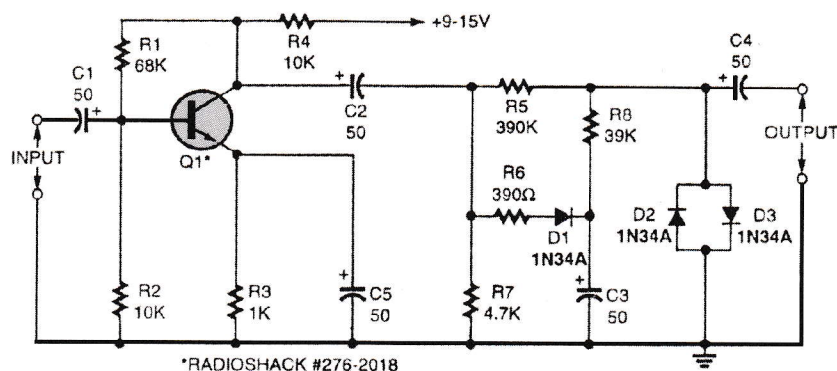 R1
68K
R4
10K
+9-15V
C1
50
+
Q1*
INPUT
+
C2
50
R5
390K
R8
39K
C4
50
+
OUTPUT
R6
390Ω
D1
1N34A
D2
1N34A
D3
1N34A
R2
10K
R3
1K
+
C5
50
R7
4.7K
+
C3
50
*RADIOSHACK #276-2018